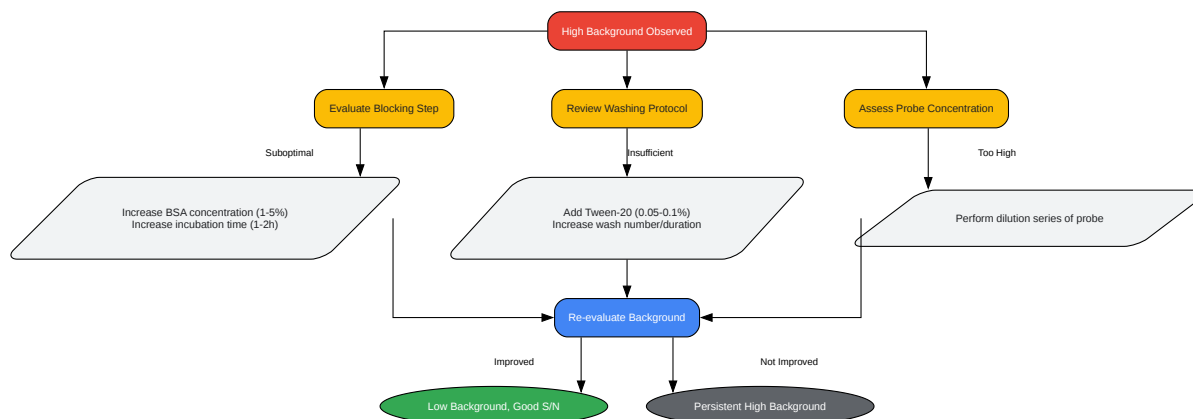 High Background Observed
Evaluate Blocking Step
Review Washing Protocol
Assess Probe Concentration
Suboptimal
Insufficient
Too High
Increase BSA concentration (1-5%)
Increase incubation time (1-2h)
Add Tween-20 (0.05-0.1%)
Increase wash number/duration
Perform dilution series of probe
Re-evaluate Background
Improved
Not Improved
Low Background, Good S/N
Persistent High Background